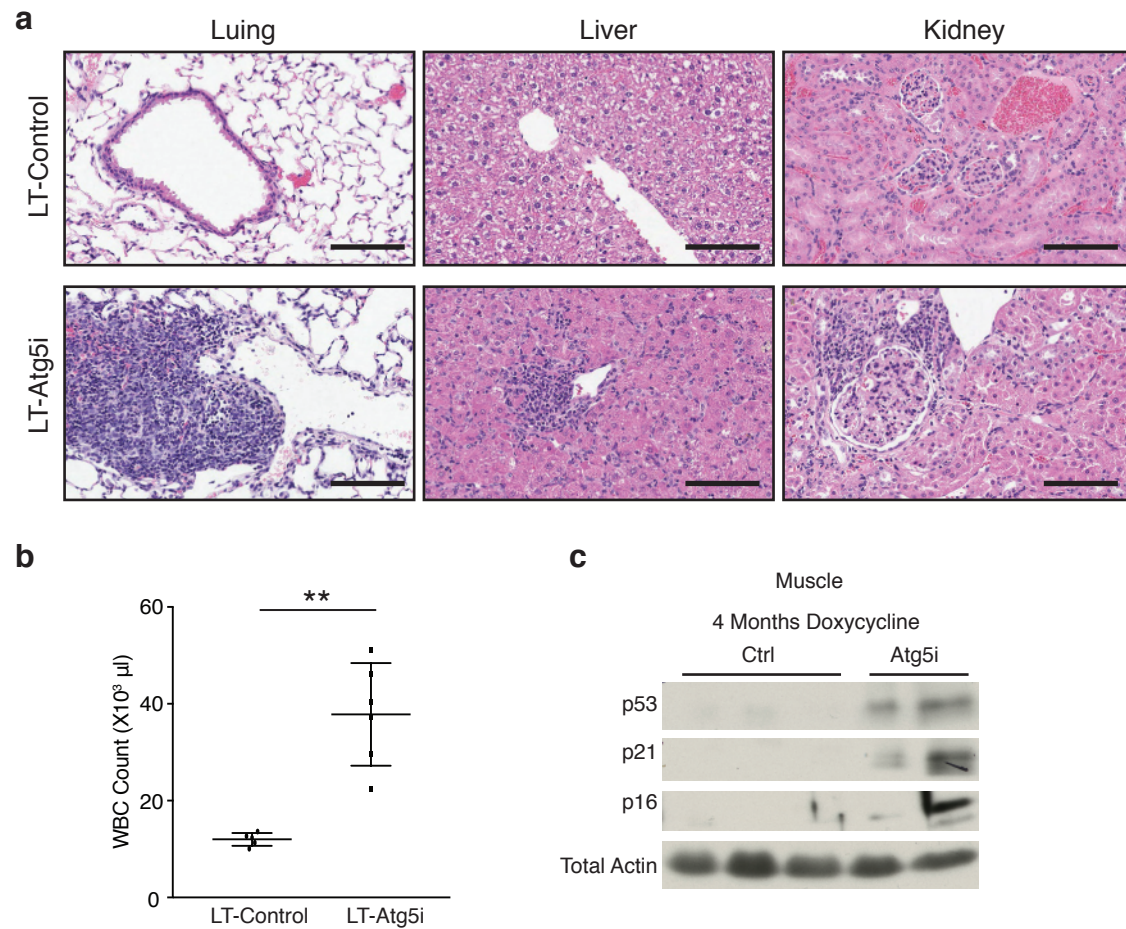 a
Luing
Liver
Kidney
LT-Control
LT-Atg5i
b
**
60
40
20
0
WBC Count (X10³ µl)
LT-Control
LT-Atg5i
c
Muscle
4 Months Doxycycline
Ctrl
Atg5i
p53
p21
p16
Total Actin